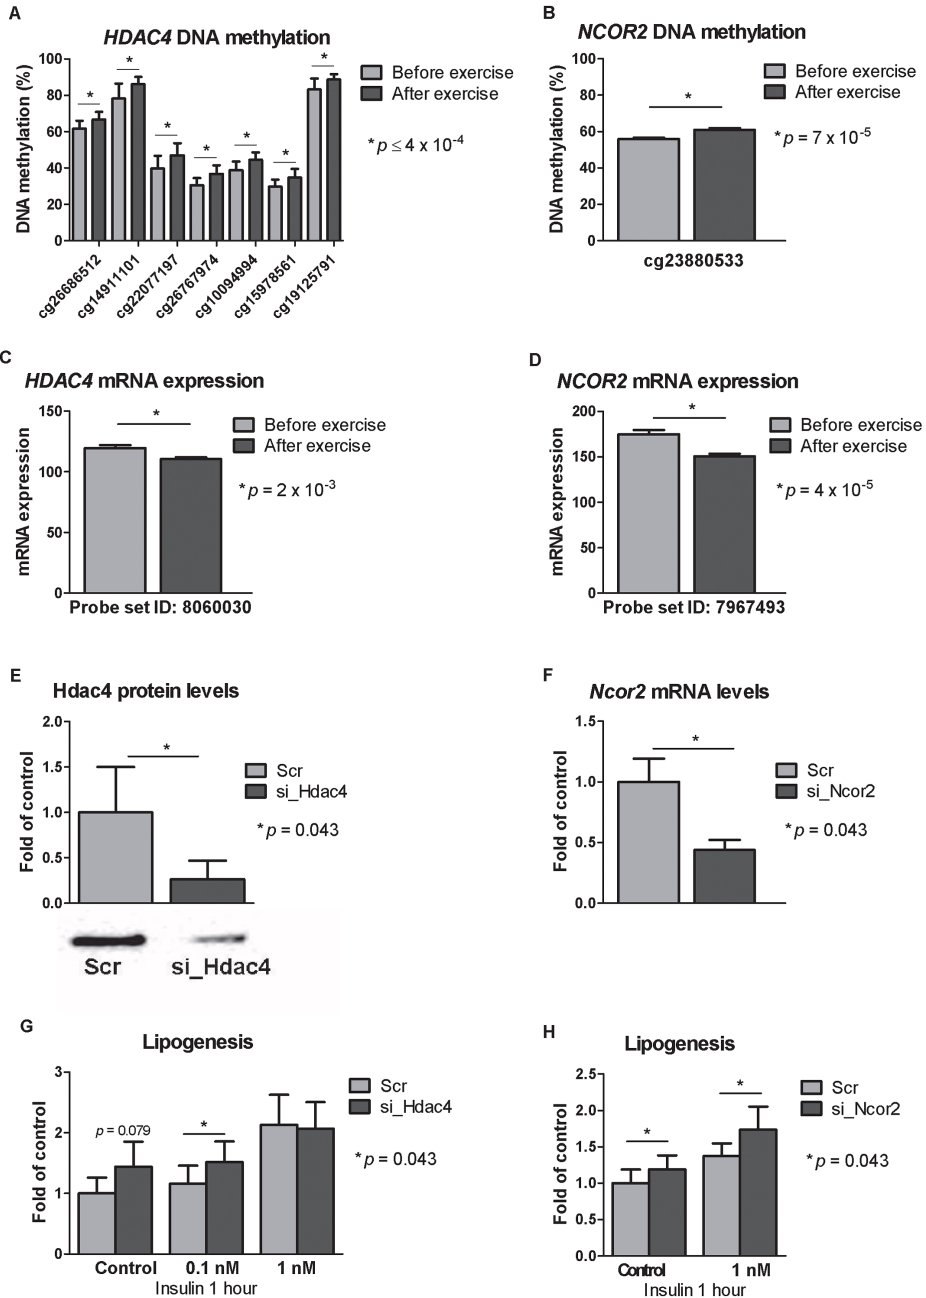 A
HDAC4 DNA methylation
DNA methylation (%)
100
80
60
40
20
0
* * * * * * *
Before exercise
After exercise
* p ≤ 4 x 10-4
cg26686512
cg14911101
cg22077197
cg26767974
cg10094994
cg15978561
cg19125791
B
NCOR2 DNA methylation
DNA methylation (%)
100
80
60
40
20
0
*
Before exercise
After exercise
* p = 7 x 10-5
cg23880533
C
HDAC4 mRNA expression
mRNA expression
150
100
50
0
*
Before exercise
After exercise
* p = 2 x 10-3
Probe set ID: 8060030
D
NCOR2 mRNA expression
mRNA expression
200
150
100
50
0
*
Before exercise
After exercise
* p = 4 x 10-5
Probe set ID: 7967493
E
Hdac4 protein levels
Fold of control
2.0
1.5
1.0
0.5
0.0
*
Scr
si_Hdac4
* p = 0.043
Scr si_Hdac4
F
Ncor2 mRNA levels
Fold of control
1.5
1.0
0.5
0.0
*
Scr
si_Ncor2
* p = 0.043
G
Lipogenesis
Fold of control
3
2
1
0
p = 0.079
*
Scr
si_Hdac4
* p = 0.043
Control 0.1 nM 1 nM
Insulin 1 hour
H
Lipogenesis
Fold of control
2.5
2.0
1.5
1.0
0.5
0.0
*
*
Scr
si_Ncor2
* p = 0.043
Control 1 nM
Insulin 1 hour